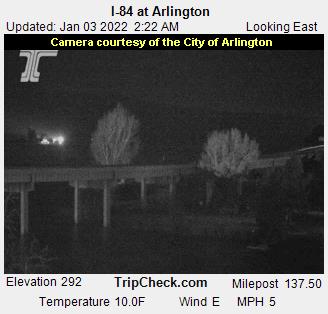 I-84 at Arlington
Updated: Jan 03 2022 2:22 AM Looking East
Camera courtesy of the City of Arlington
Elevation 292 TripCheck.com Milepost 137.50
Temperature 10.0F Wind E MPH 5